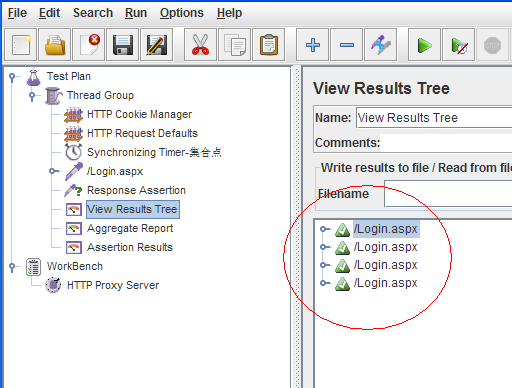 File Edit Search Run Options Help
Test Plan
Thread Group
HTTP Cookie Manager
HTTP Request Defaults
Synchronizing Timer-集合点
/Login.aspx
Response Assertion
View Results Tree
Aggregate Report
Assertion Results
WorkBench
HTTP Proxy Server
View Results Tree
Name: View Results Tree
Comments:
Write results to file / Read from file
Filename
/Login.aspx
/Login.aspx
/Login.aspx
/Login.aspx